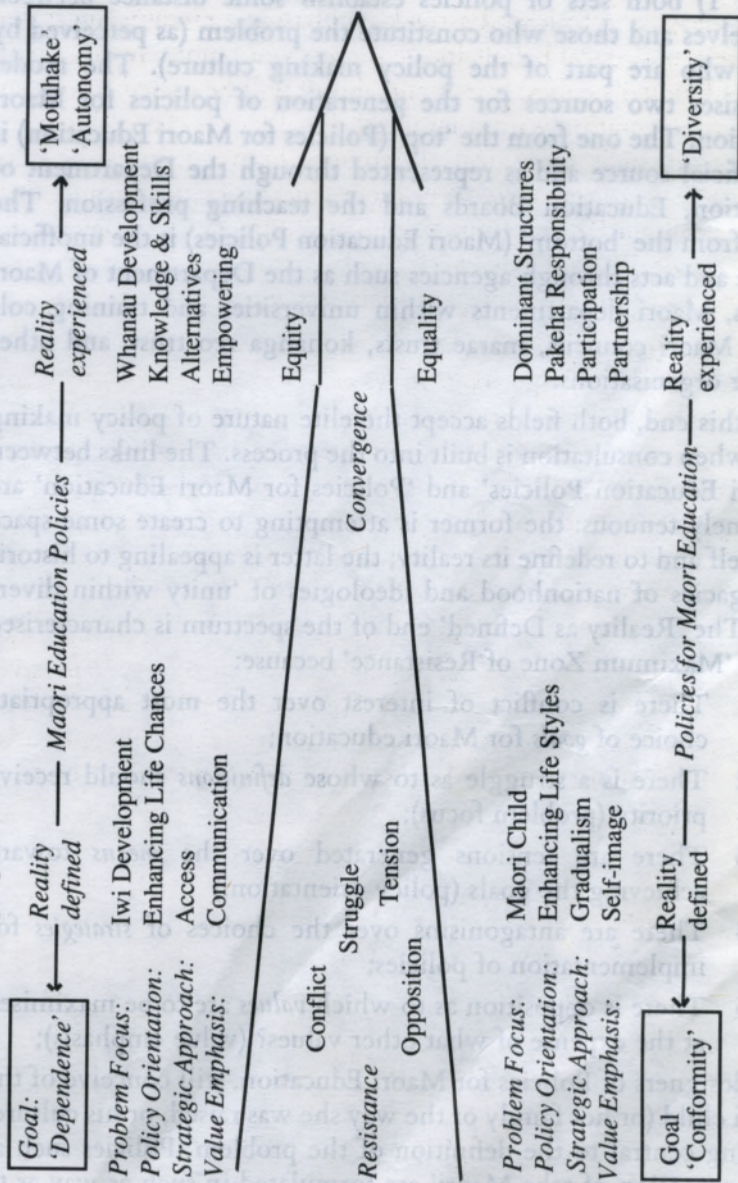 Goal: Reality Maori Education Policies Reality 'Motuhake'
'Dependence' defined experienced Autonomy
Problem Focus: Iwi Development Whanau Development
Policy Orientation: Enhancing Life Chances Knowledge & Skills
Strategic Approach: Access Alternatives
Value Emphasis: Communication Empowering
Conflict Equity
Struggle
Resistance Convergence
Tension
Opposition Equality
Problem Focus: Maori Child Dominant Structures
Policy Orientation: Enhancing Life Styles Pakeha Responsibility
Strategic Approach: Gradualism Participation
Value Emphasis: Self-Image Partnership
Goal: Reality Policies for Maori Education Reality 'Diversity'
'Continuity' defined experienced